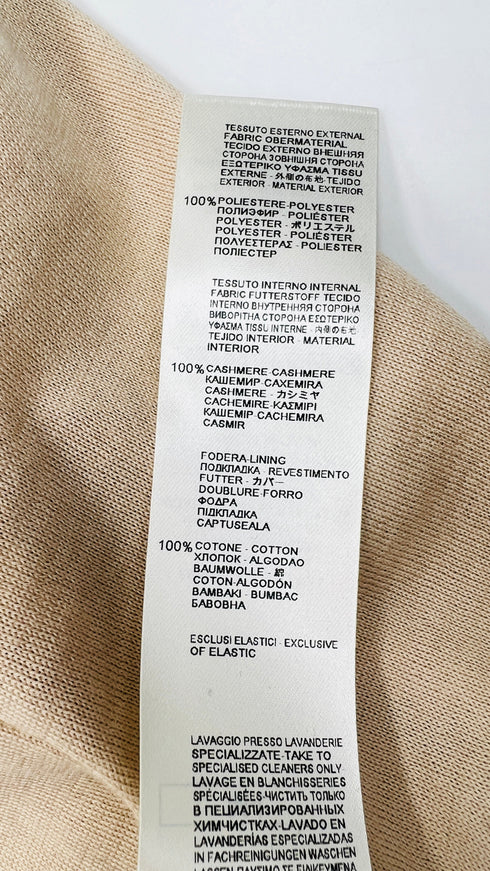 TESSUTO ESTERNO EXTERNAL
FABRIC OBERMATERIAL
TECIDO EXTERNO ВНЕШНЯЯ
СТОРОНА ЗОВНІШНЯ СТОРОНА
ΕΞΩΤΕΡΙΚΟ ΥΦΑΣΜΑ TISSU
EXTERNE - 外側の布地 - TEJIDO
EXTERIOR - MATERIAL EXTERIOR
100% POLIESTERE - POLYESTER
ПОЛИЭФИР - POLIÉSTER
POLYESTER - ポリエステル
POLYESTER - POLIÉSTER
ΠΟΛΥΕΣΤΕΡΑΣ - POLIESTER
ПОЛІЕСТЕР
TESSUTO INTERNO INTERNAL
FABRIC FUTTERSTOFF TECIDO
INTERNO ВНУТРЕННЯЯ СТОРОНА
ВИВОРІТНА СТОРОНА ΕΣΩΤΕΡΙΚΟ
ΥΦΑΣΜΑ TISSU INTERNE - 内側の布地
TEJIDO INTERIOR - MATERIAL
INTERIOR
100% CASHMERE - CASHMERE
КАШЕМИР - CAXEMIRA
CASHMERE - カシミヤ
CACHEMIRE - ΚΑΣΜΙΡΙ
КАШЕМИР - CACHEMIRA
CAȘMIR
FODERA - LINING
ПОДКЛАДКА - REVESTIMENTO
FUTTER - カバー
DOUBLURE - FORRO
ΦΟΔΡΑ
ПІДКЛАДКА
CAPTUSEALA
100% COTONE - COTTON
ХЛОПОК - ALGODAO
BAUMWOLLE - 綿
COTON - ALGODÓN
ΒΑΜΒΑΚΙ - BUMBAC
БАВОВНА
ESCLUSI ELASTICI - EXCLUSIVE
OF ELASTIC
LAVAGGIO PRESSO LAVANDERIE
SPECIALIZZATE - TAKE TO
SPECIALISED CLEANERS ONLY
LAVAGE EN BLANCHISSERIES
SPÉCIALISÉES - ЧИСТИТЬ ТОЛЬКО
В ПЕЦИАЛИЗИРОВАННЫХ
ХИМЧИСТКАХ - LAVADO EN
LAVANDERÍAS ESPECIALIZADAS
IN FACHREINIGUNGEN WASCHEN